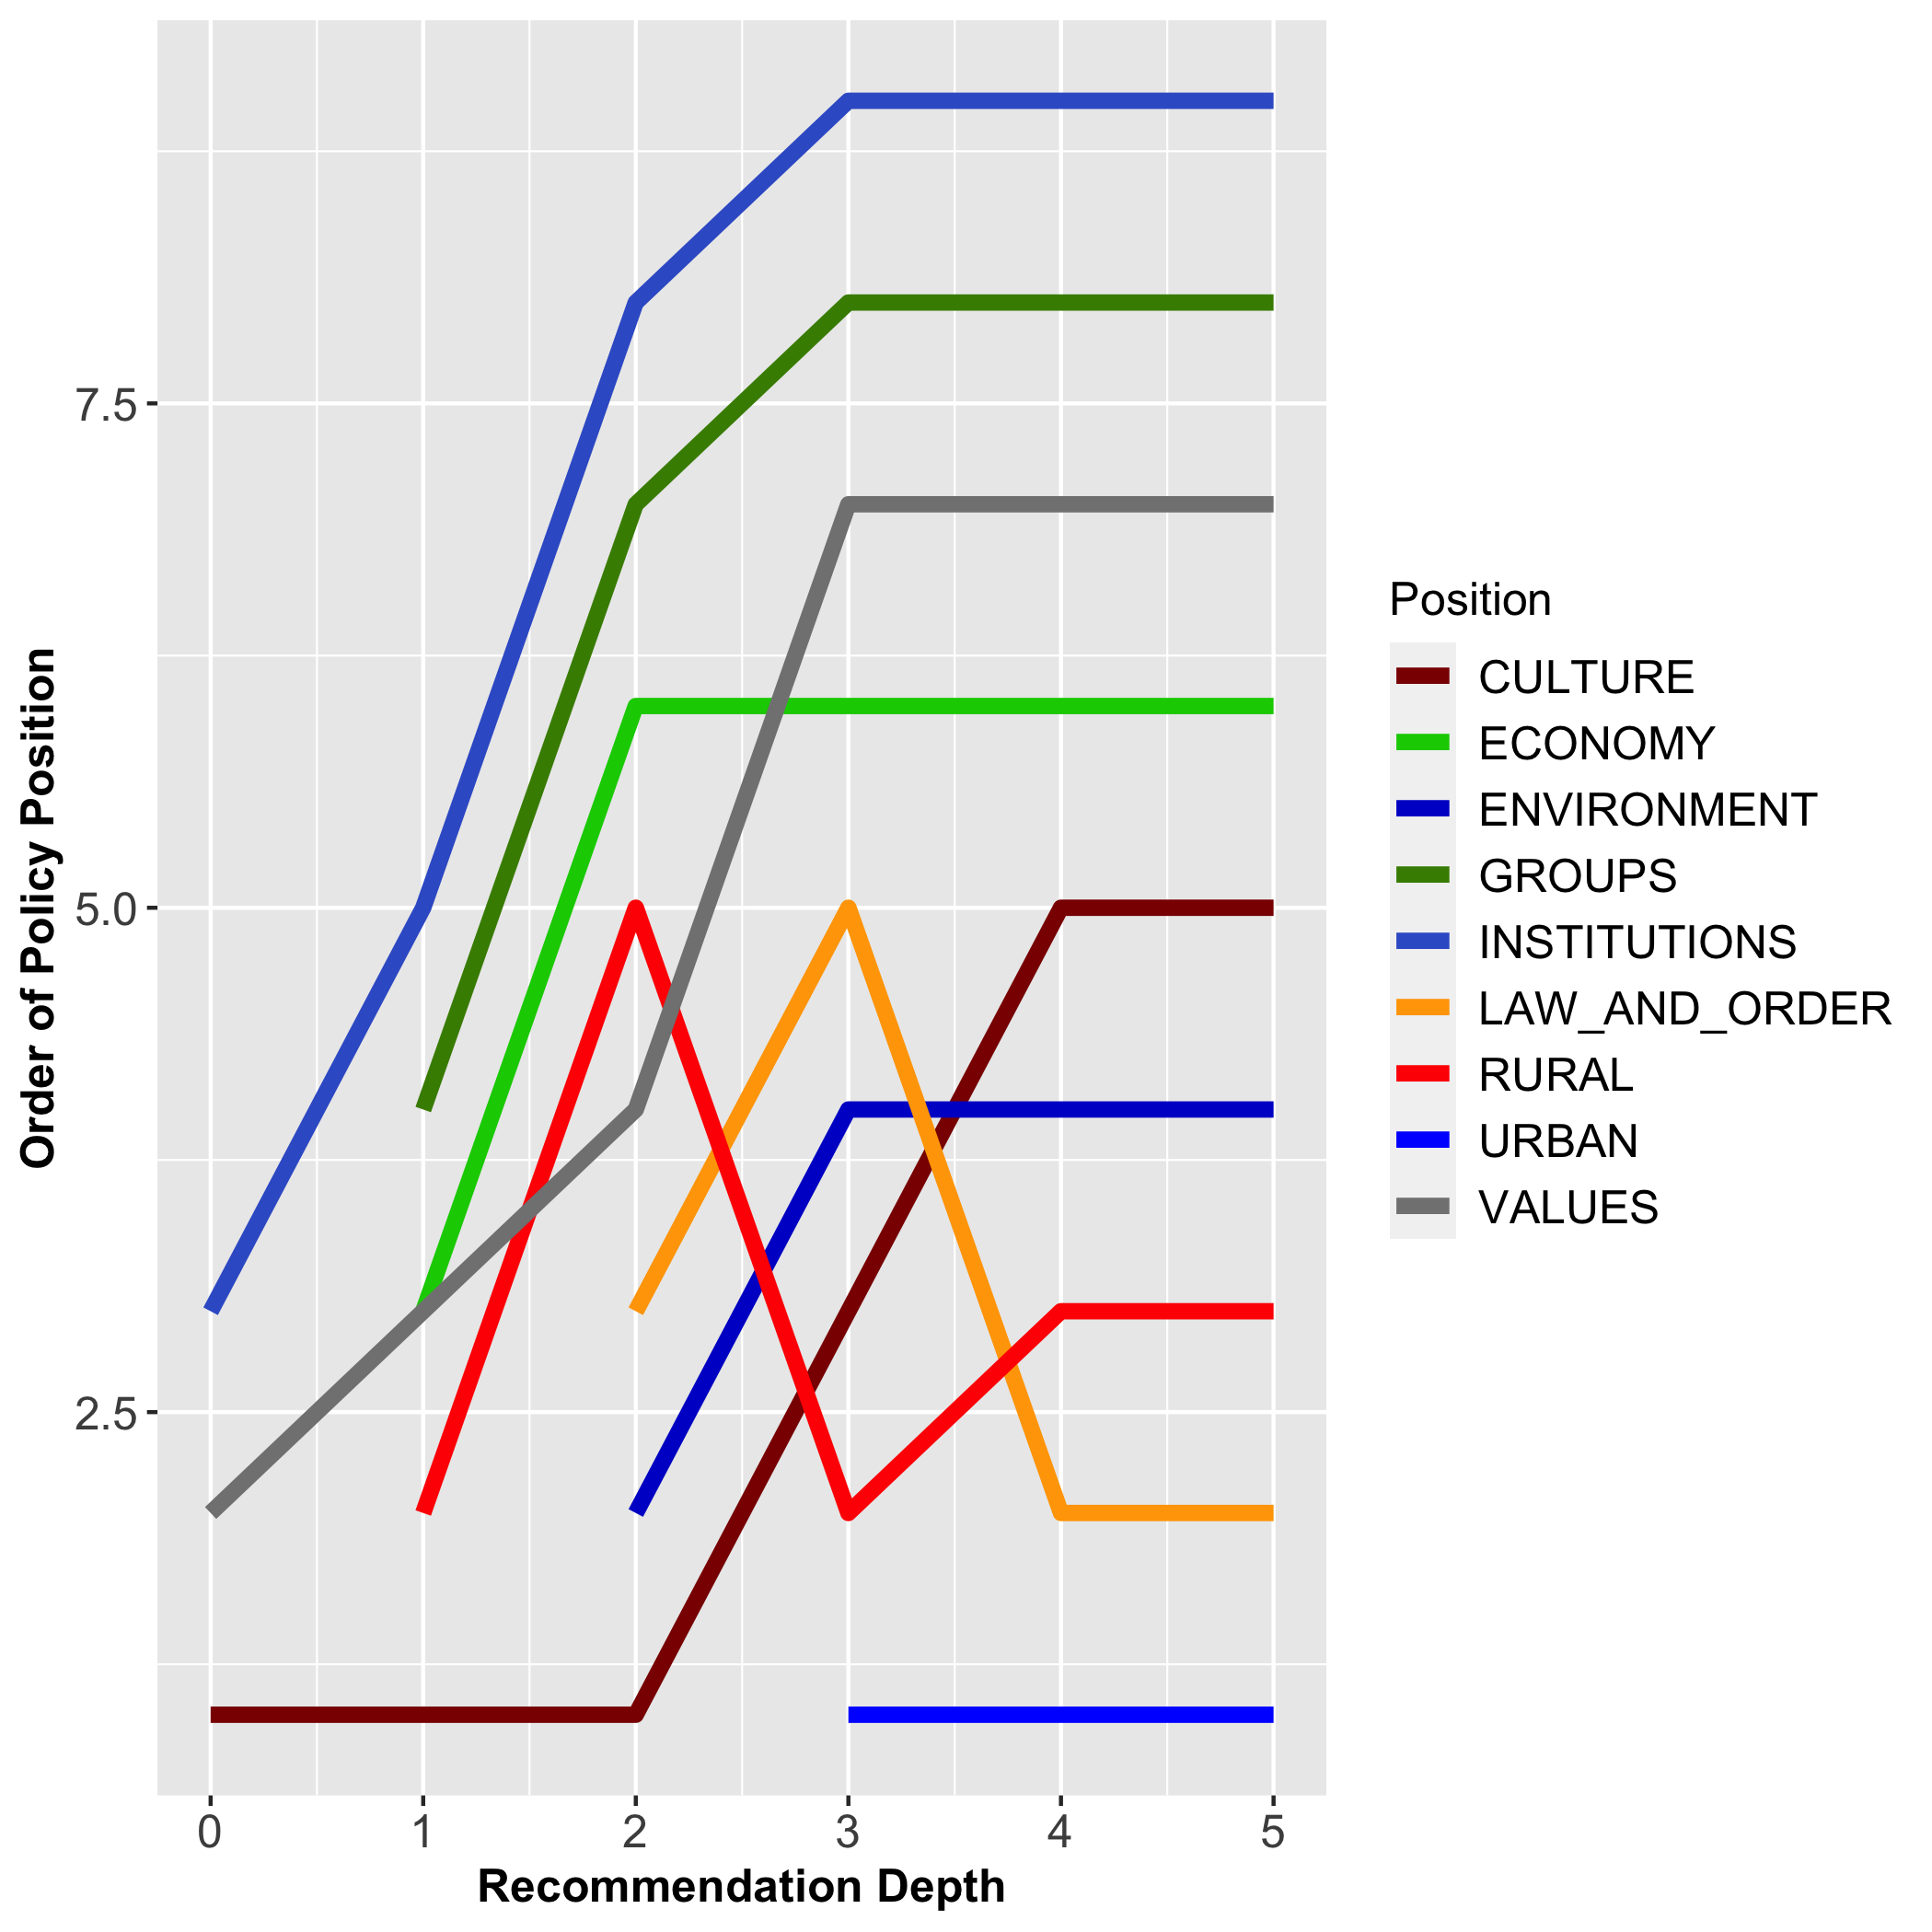 7.5
5.0
2.5
Order of Policy Position
0 1 2 3 4 5
Recommendation Depth
Position
CULTURE
ECONOMY
ENVIRONMENT
GROUPS
INSTITUTIONS
LAW_AND_ORDER
RURAL
URBAN
VALUES